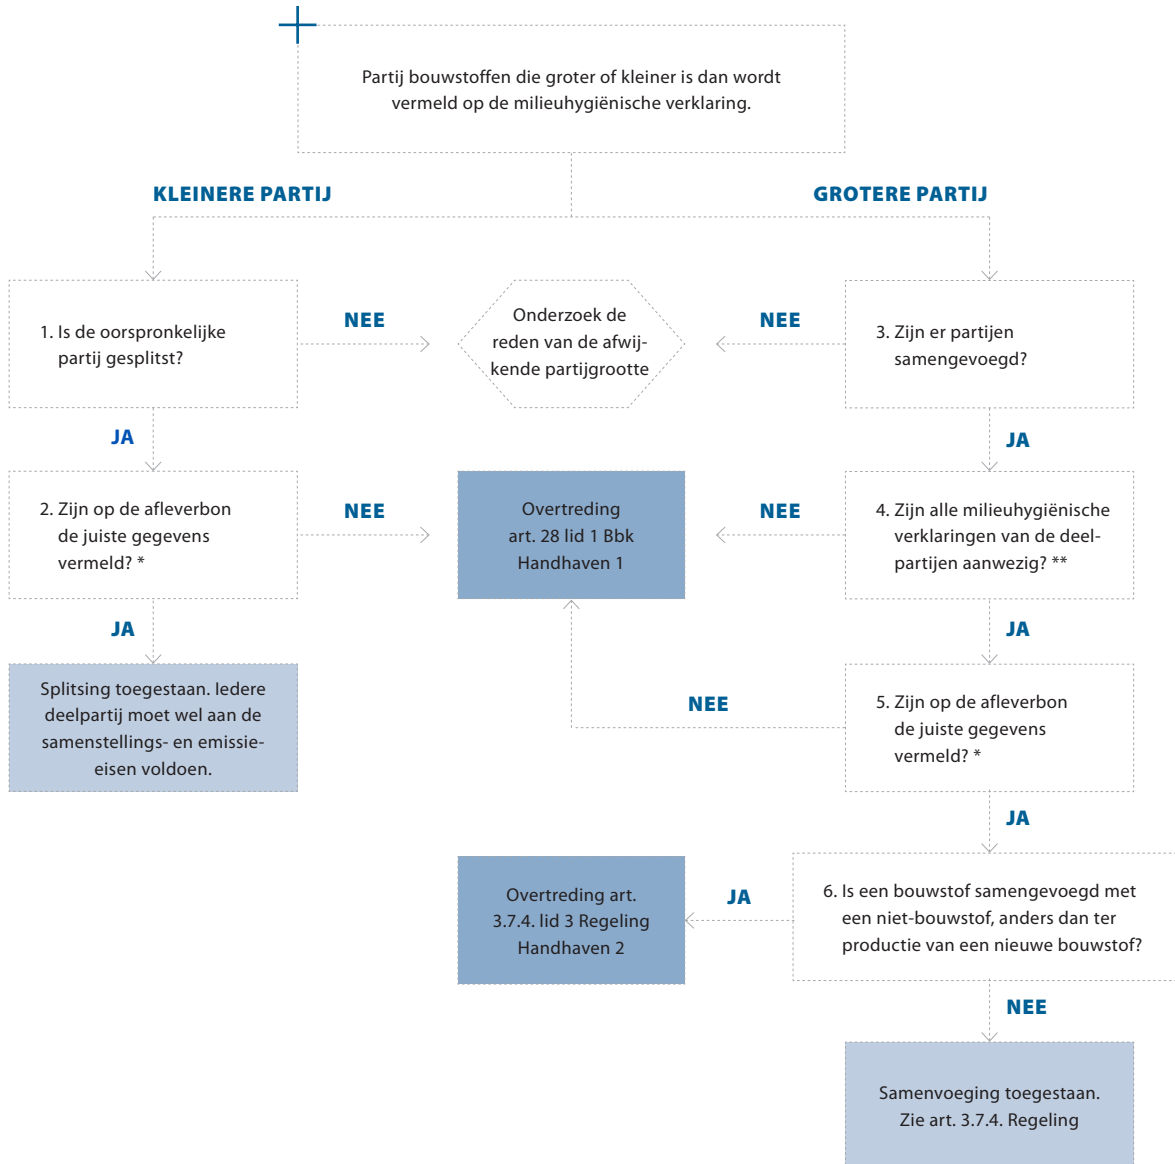 Partij bouwstoffen die groter of kleiner is dan wordt
vermeld op de milieuhygiënische verklaring.
KLEINERE PARTIJ
GROTERE PARTIJ
1. Is de oorspronkelijke
partij gesplitst?
NEE
Onderzoek de
reden van de afwij-
kende partijgrootte
NEE
3. Zijn er partijen
samengevoegd?
JA
JA
2. Zijn op de afleverbon
de juiste gegevens
vermeld? *
NEE
Overtreding
art. 28 lid 1 Bbk
Handhaven 1
NEE
4. Zijn alle milieuhygiënische
verklaringen van de deel-
partijen aanwezig? **
JA
JA
Splitsing toegestaan. Iedere
deelpartij moet wel aan de
samenstellings- en emissie-
eisen voldoen.
NEE
5. Zijn op de afleverbon
de juiste gegevens
vermeld? *
JA
Overtreding art.
3.7.4. lid 3 Regeling
Handhaven 2
JA
6. Is een bouwstof samengevoegd met
een niet-bouwstof, anders dan ter
productie van een nieuwe bouwstof?
NEE
Samenvoeging toegestaan.
Zie art. 3.7.4. Regeling